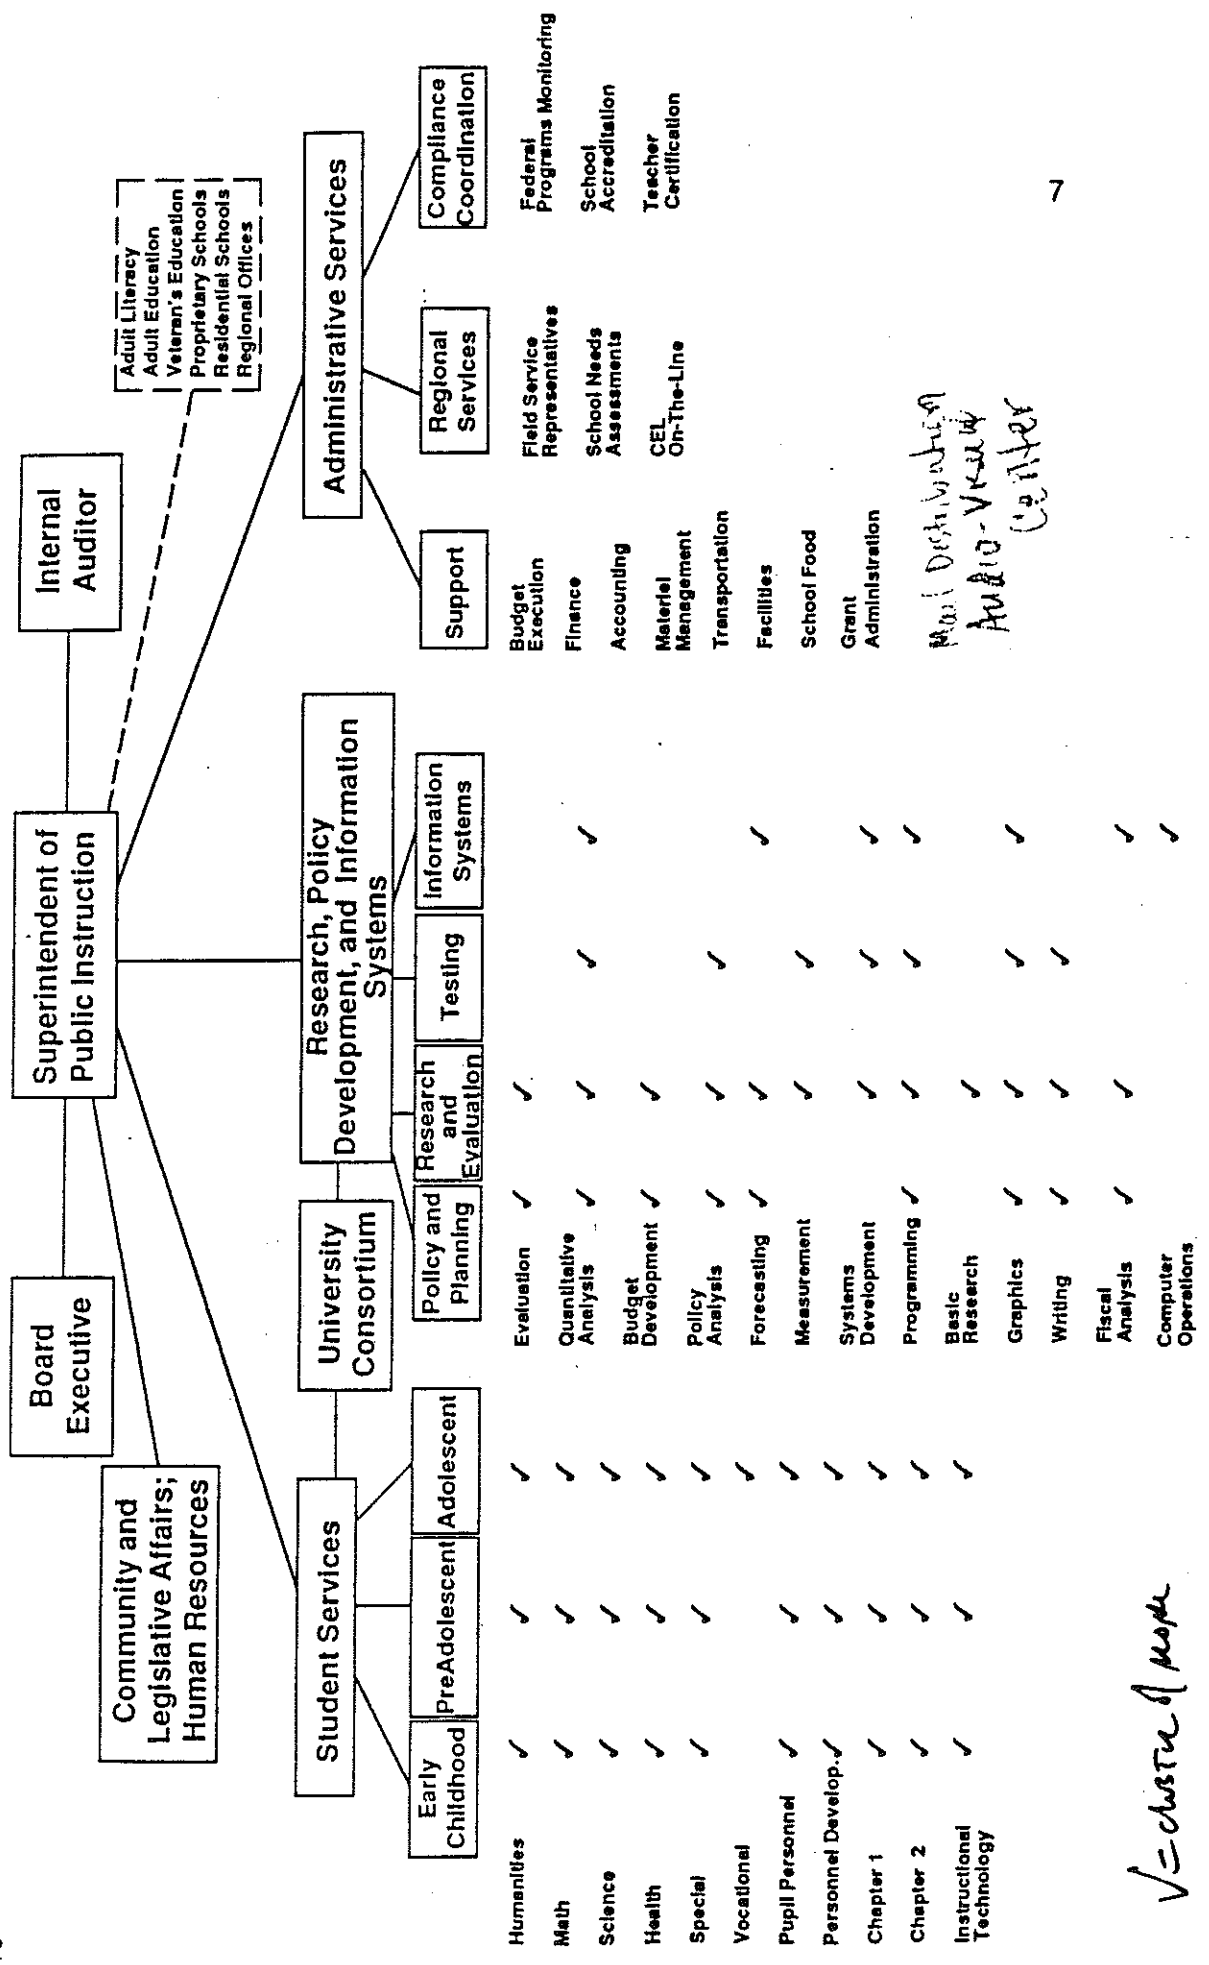 Board
Executive
Superintendent of
Public Instruction
Internal
Auditor
Community and
Legislative Affairs;
Human Resources
Adult Literacy
Adult Education
Veteran's Education
Proprietary Schools
Residential Schools
Regional Offices
Student Services
University
Consortium
Research, Policy
Development, and Information
Systems
Administrative Services
Early
Childhood
PreAdolescent
Adolescent
Policy and
Planning
Research
and
Evaluation
Testing
Information
Systems
Support
Regional
Services
Compliance
Coordination
Humanities ✓ ✓ ✓
Math ✓ ✓ ✓
Science ✓ ✓ ✓
Health ✓ ✓ ✓
Special ✓ ✓ ✓
Vocational ✓
Pupil Personnel ✓ ✓ ✓
Personnel Develop. ✓ ✓ ✓
Chapter 1 ✓ ✓ ✓
Chapter 2 ✓ ✓ ✓
Instructional
Technology ✓ ✓ ✓
Evaluation ✓ ✓
Quantitative
Analysis ✓ ✓ ✓ ✓
Budget
Development ✓ ✓
Policy
Analysis ✓ ✓ ✓
Forecasting ✓ ✓ ✓
Measurement ✓ ✓
Systems
Development ✓ ✓ ✓
Programming ✓ ✓ ✓ ✓
Basic
Research ✓
Graphics ✓ ✓ ✓ ✓
Writing ✓ ✓ ✓
Fiscal
Analysis ✓ ✓ ✓
Computer
Operations ✓
Budget
Execution
Finance
Accounting
Materiel
Management
Transportation
Facilities
School Food
Grant
Administration
Mail Distribution
Audio-Visual
Center
Field Service
Representatives
School Needs
Assessments
CEL
On-The-Line
Federal
Programs Monitoring
School
Accreditation
Teacher
Certification
V = of
7